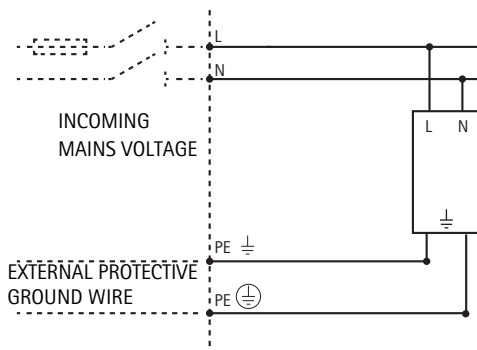 L
N
INCOMING
MAINS VOLTAGE
L N
PE
EXTERNAL PROTECTIVE
GROUND WIRE
PE